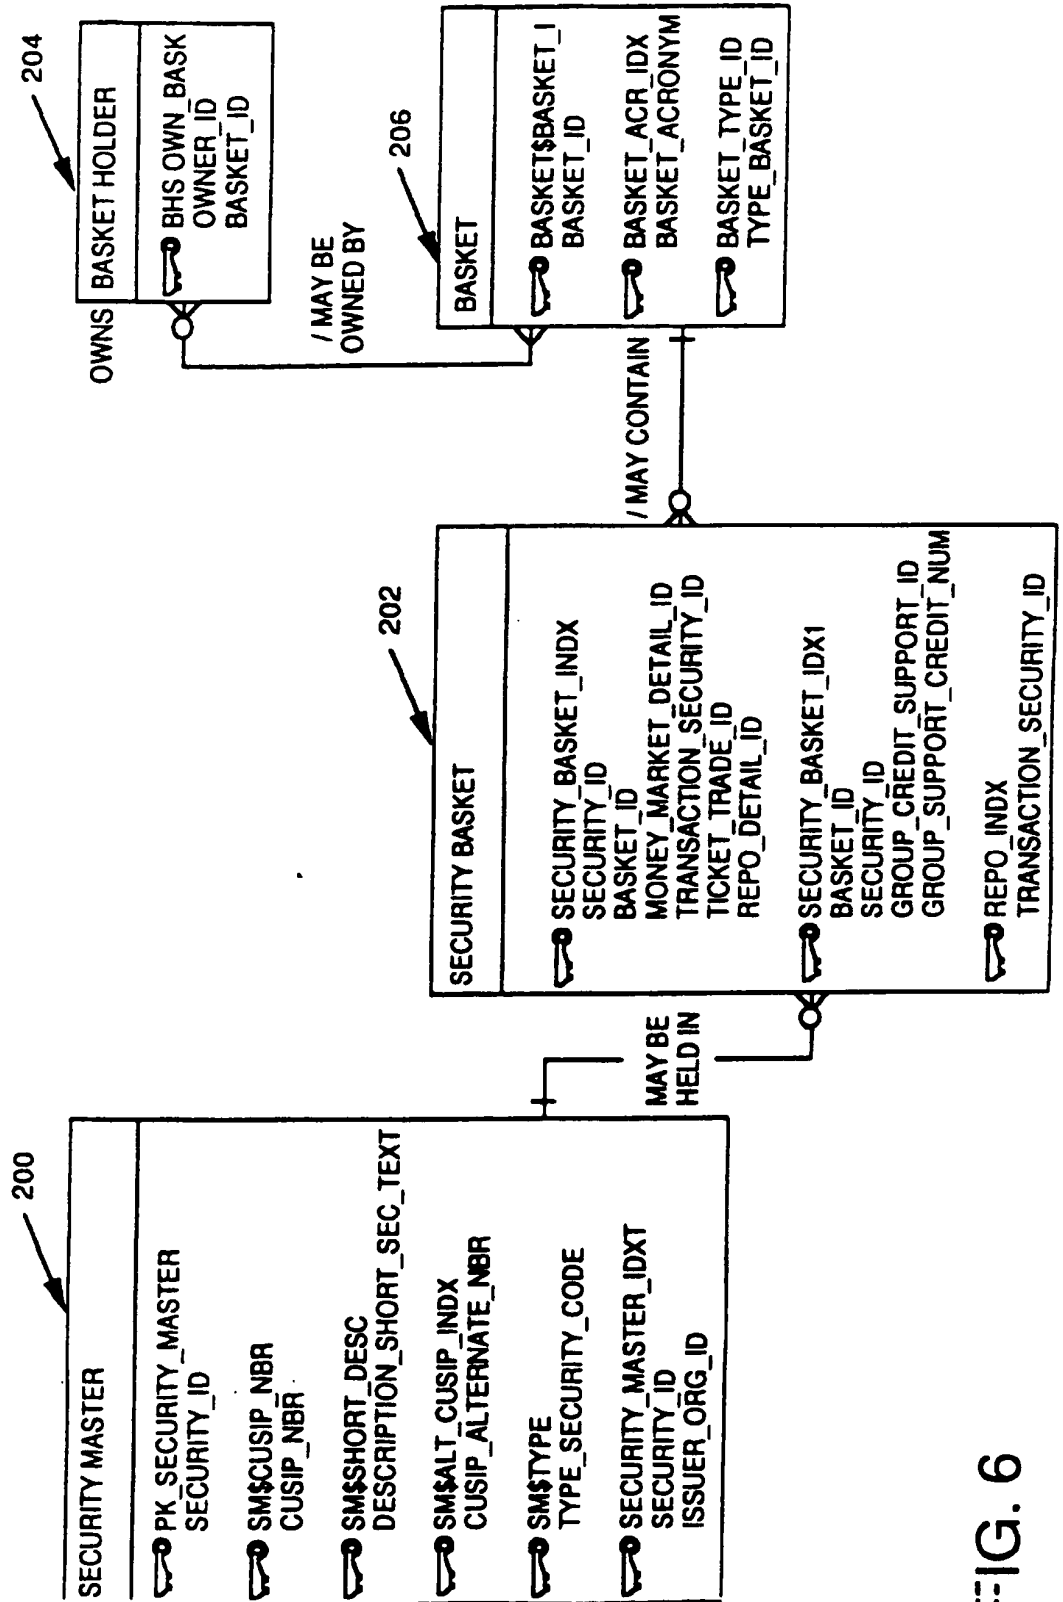 200
SECURITY MASTER
PK_SECURITY_MASTER
SECURITY_ID
SM$CUSIP_NBR
CUSIP_NBR
SM$SHORT_DESC
DESCRIPTION_SHORT_SEC_TEXT
SM$ALT_CUSIP_INDX
CUSIP_ALTERNATE_NBR
SM$TYPE
TYPE_SECURITY_CODE
SECURITY_MASTER_IDXT
SECURITY_ID
ISSUER_ORG_ID
MAY BE
HELD IN
202
SECURITY BASKET
SECURITY_BASKET_INDX
SECURITY_ID
BASKET_ID
MONEY_MARKET_DETAIL_ID
TRANSACTION_SECURITY_ID
TICKET_TRADE_ID
REPO_DETAIL_ID
SECURITY_BASKET_IDX1
BASKET_ID
SECURITY_ID
GROUP_CREDIT_SUPPORT_ID
GROUP_SUPPORT_CREDIT_NUM
REPO_INDX
TRANSACTION_SECURITY_ID
/ MAY CONTAIN
204
OWNS
BASKET HOLDER
BHS OWN_BASK
OWNER_ID
BASKET_ID
/ MAY BE
OWNED BY
206
BASKET
BASKET$BASKET_I
BASKET_ID
BASKET_ACR_IDX
BASKET_ACRONYM
BASKET_TYPE_ID
TYPE_BASKET_ID
FIG. 6